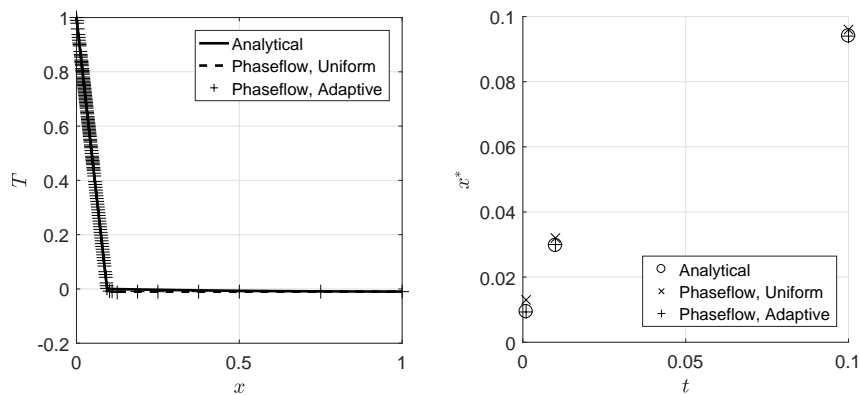 1
0.8
0.6
0.4
0.2
0
-0.2
T
0
0.5
1
x
Analytical
Phaseflow, Uniform
Phaseflow, Adaptive
0.1
0.08
0.06
0.04
0.02
0
x*
0
0.05
0.1
t
Analytical
Phaseflow, Uniform
Phaseflow, Adaptive